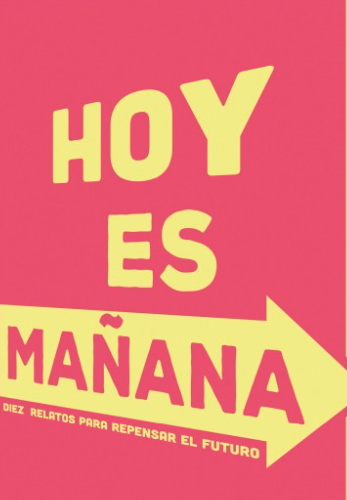 HOY
ES
MAÑANA
DIEZ RELATOS PARA REPENSAR EL FUTURO